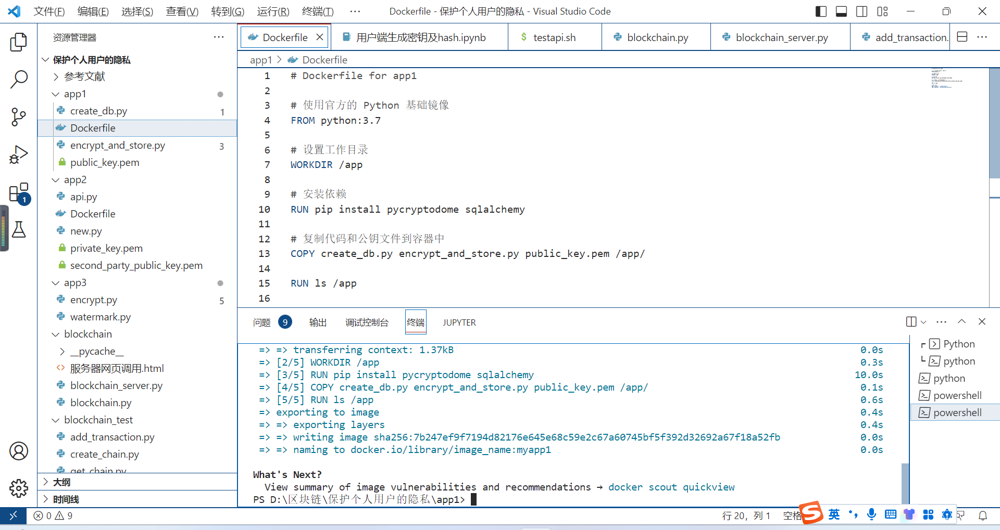 文件(F) 编辑(E) 选择(S) 查看(V) 转到(G) 运行(R) 终端(T) ··· Dockerfile - 保护个人用户的隐私 - Visual Studio Code
资源管理器 ···
Dockerfile 用户端生成密钥及hash.ipynb $ testapi.sh blockchain.py blockchain_server.py add_transaction. ···
app1 > Dockerfile
保护个人用户的隐私
参考文献
app1
create_db.py 1
Dockerfile
encrypt_and_store.py 3
public_key.pem
app2
api.py
Dockerfile
new.py
private_key.pem
second_party_public_key.pem
app3
encrypt.py 5
watermark.py
blockchain
__pycache__
服务器网页调用.html
blockchain_server.py
blockchain.py
blockchain_test
add_transaction.py
create_chain.py
get_chain.py
大纲
时间线
1
1 # Dockerfile for app1
2
3 # 使用官方的 Python 基础镜像
4 FROM python:3.7
5
6 # 设置工作目录
7 WORKDIR /app
8
9 # 安装依赖
10 RUN pip install pycryptodome sqlalchemy
11
12 # 复制代码和公钥文件到容器中
13 COPY create_db.py encrypt_and_store.py public_key.pem /app/
14
15 RUN ls /app
16
问题 9 输出 调试控制台 终端 JUPYTER ···
=> => transferring context: 1.37kB 0.0s
=> [2/5] WORKDIR /app 0.3s
=> [3/5] RUN pip install pycryptodome sqlalchemy 10.0s
=> [4/5] COPY create_db.py encrypt_and_store.py public_key.pem /app/ 0.1s
=> [5/5] RUN ls /app 0.6s
=> exporting to image 0.4s
=> => exporting layers 0.4s
=> => writing image sha256:7b247ef9f7194d82176e645e68c59e2c67a60745bf5f392d32692a67f18a52fb 0.0s
=> => naming to docker.io/library/image_name:myapp1 0.0s
What's Next?
View summary of image vulnerabilities and recommendations → docker scout quickview
PS D:\区块链\保护个人用户的隐私\app1>
Python
python
python
powershell
powershell
0 9 行 20, 列 1 空格 英